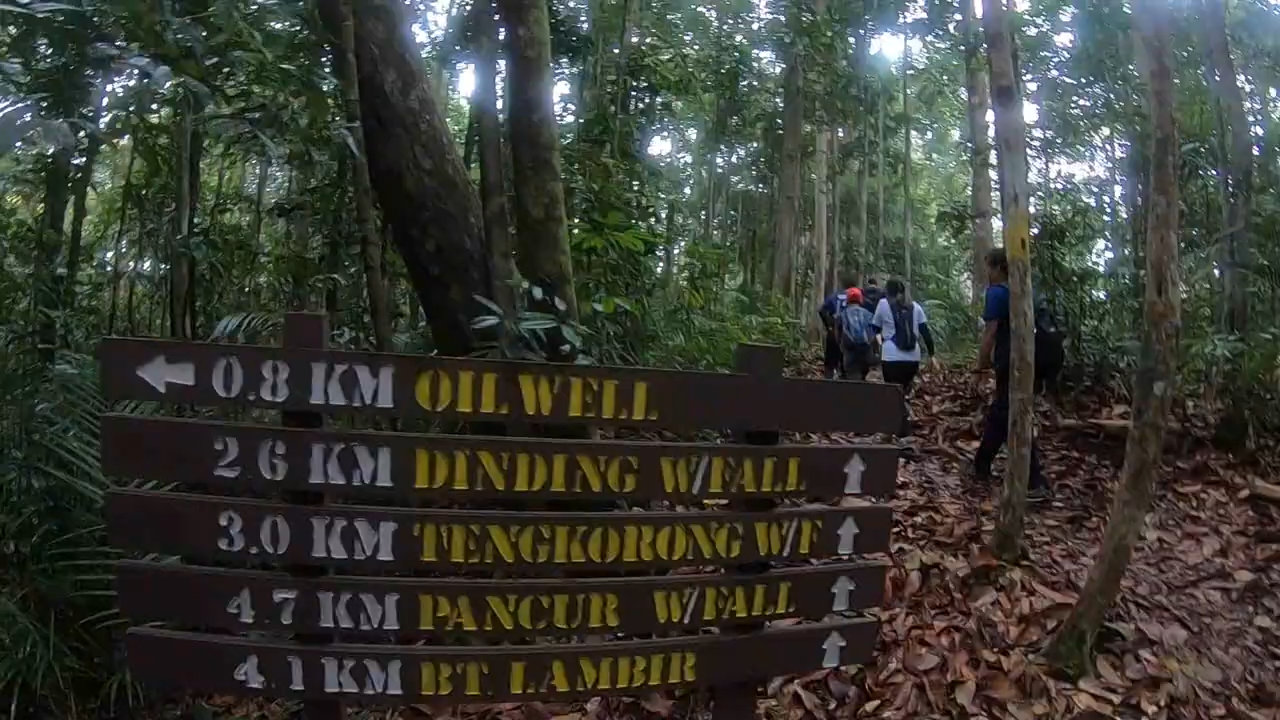 0.8 KM OIL WELL
2.6 KM DINDING W/FALL
3.0 KM TENGKORONG W/F
4.7 KM PANCUR W/FALL
4.1 KM BT. LAMBIR